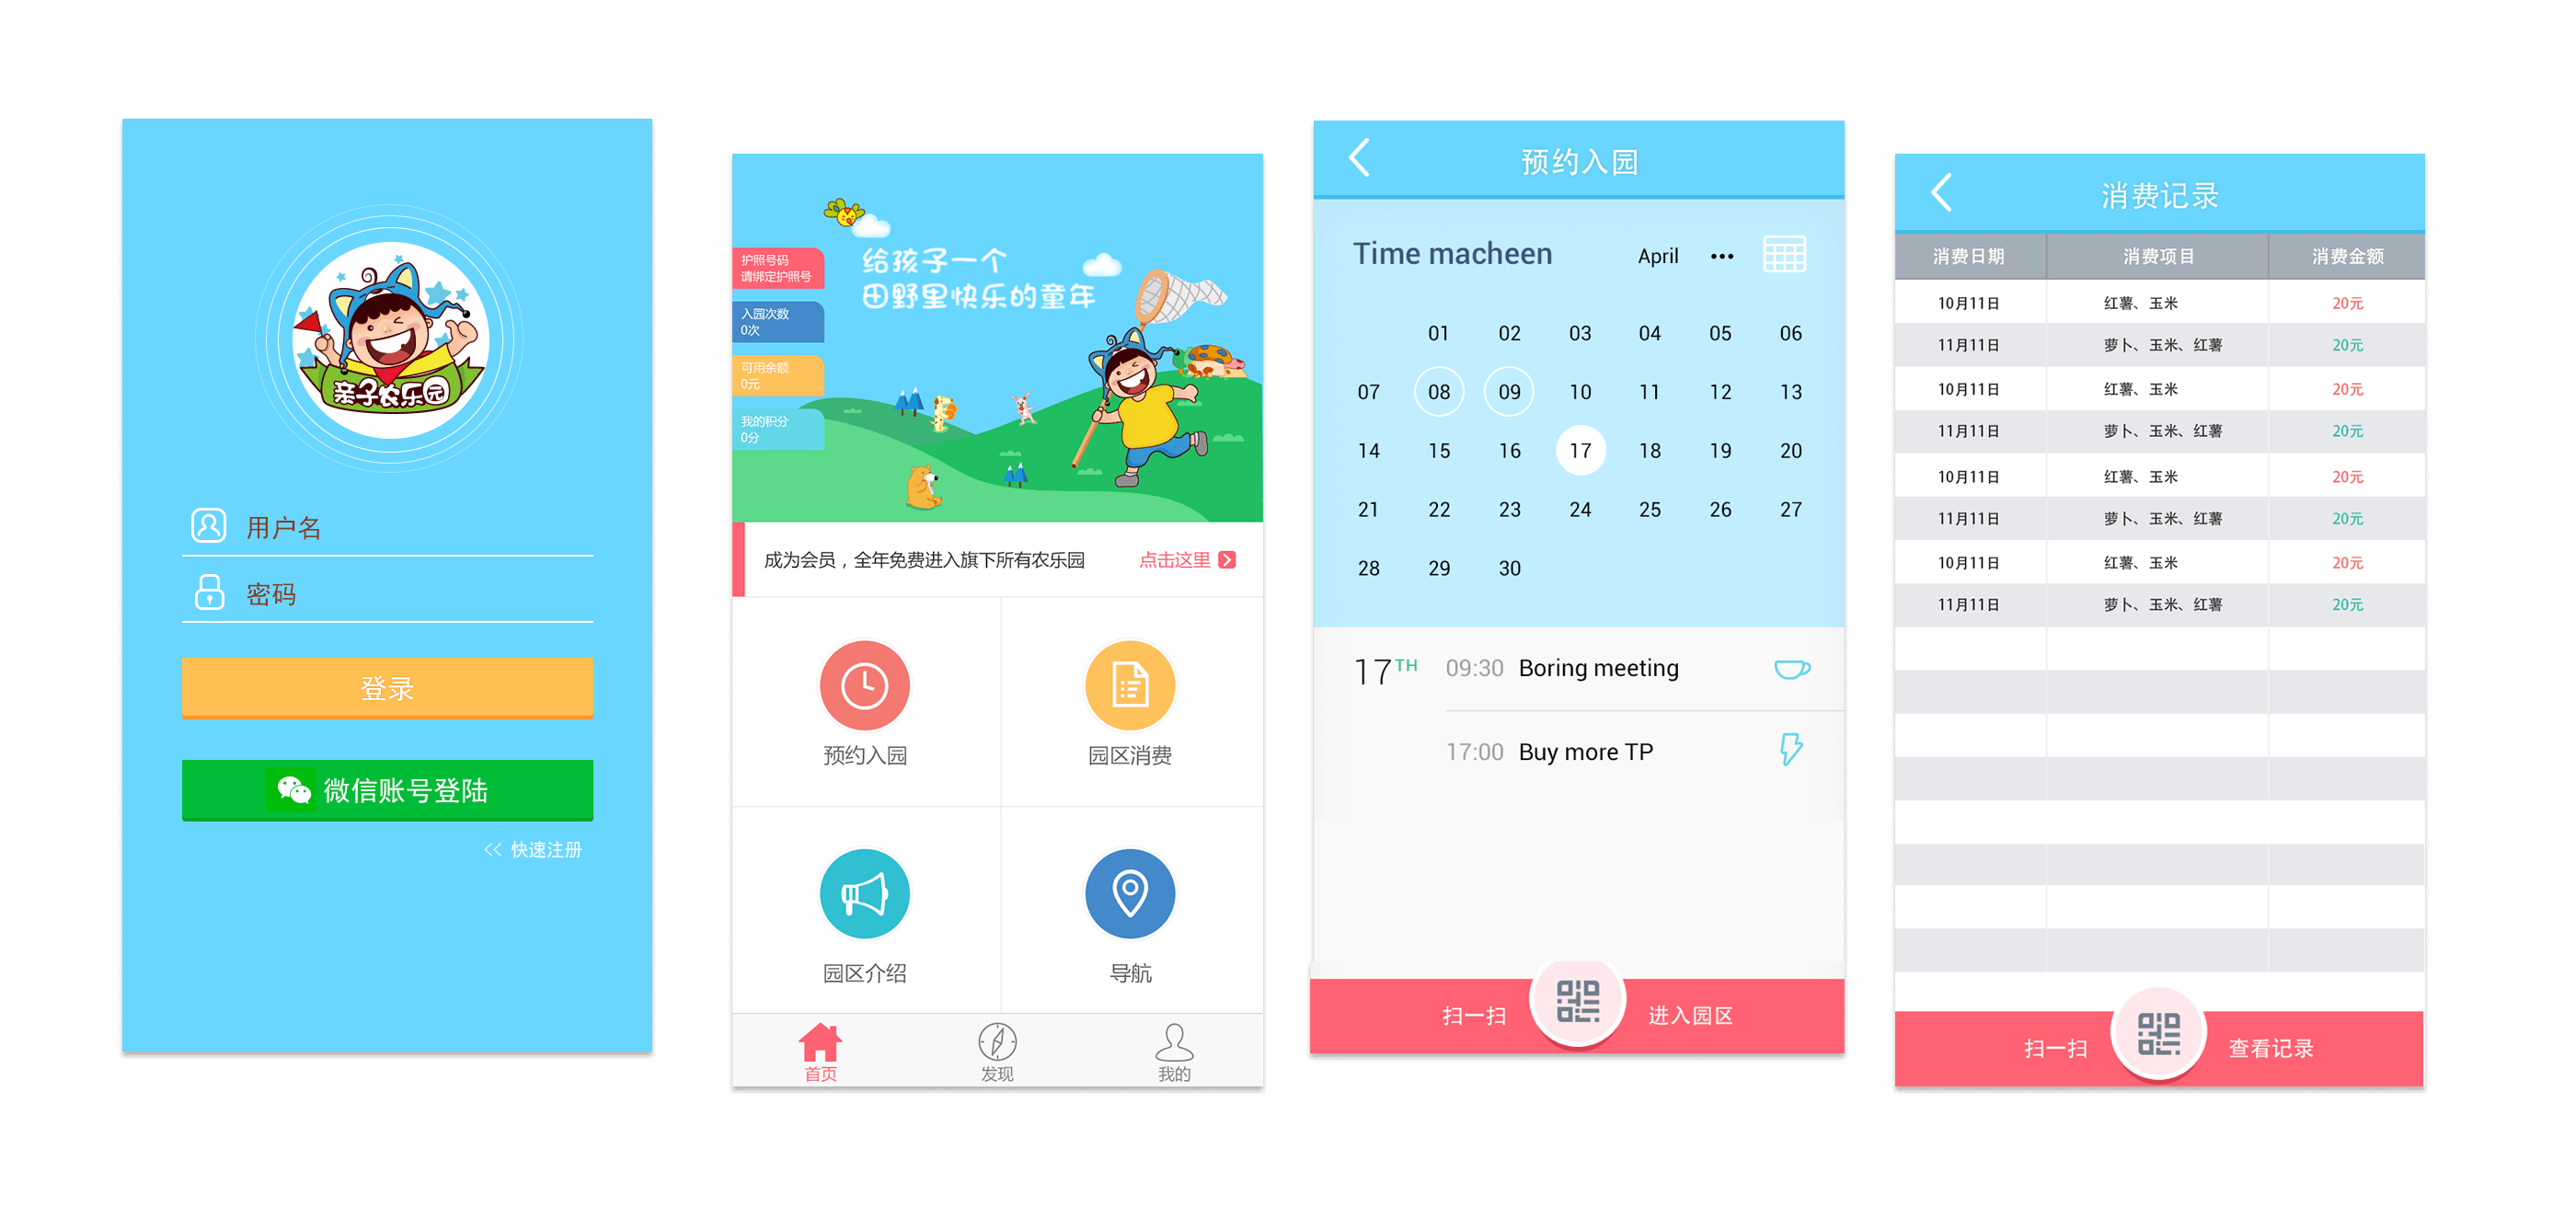 亲子农乐园
用户名
密码
登录
微信账号登陆
<< 快速注册
给孩子一个
田野里快乐的童年
护照号码
请绑定护照号
入园次数
0次
可用余额
0元
我的积分
0分
成为会员，全年免费进入旗下所有农乐园 点击这里
预约入园 园区消费
园区介绍 导航
首页 发现 我的
预约入园
Time macheen April •••
01 02 03 04 05 06
07 08 09 10 11 12 13
14 15 16 17 18 19 20
21 22 23 24 25 26 27
28 29 30
17TH 09:30 Boring meeting
17:00 Buy more TP
扫一扫 进入园区
消费记录
消费日期 消费项目 消费金额
10月11日 红薯、玉米 20元
11月11日 萝卜、玉米、红薯 20元
10月11日 红薯、玉米 20元
11月11日 萝卜、玉米、红薯 20元
10月11日 红薯、玉米 20元
11月11日 萝卜、玉米、红薯 20元
10月11日 红薯、玉米 20元
11月11日 萝卜、玉米、红薯 20元
扫一扫 查看记录